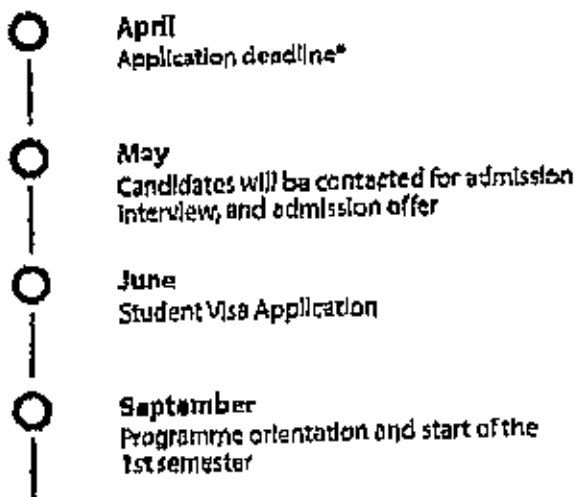 April
Application deadline*
May
Candidates will be contacted for admission
interview, and admission offer
June
Student Visa Application
September
Programme orientation and start of the
1st semester